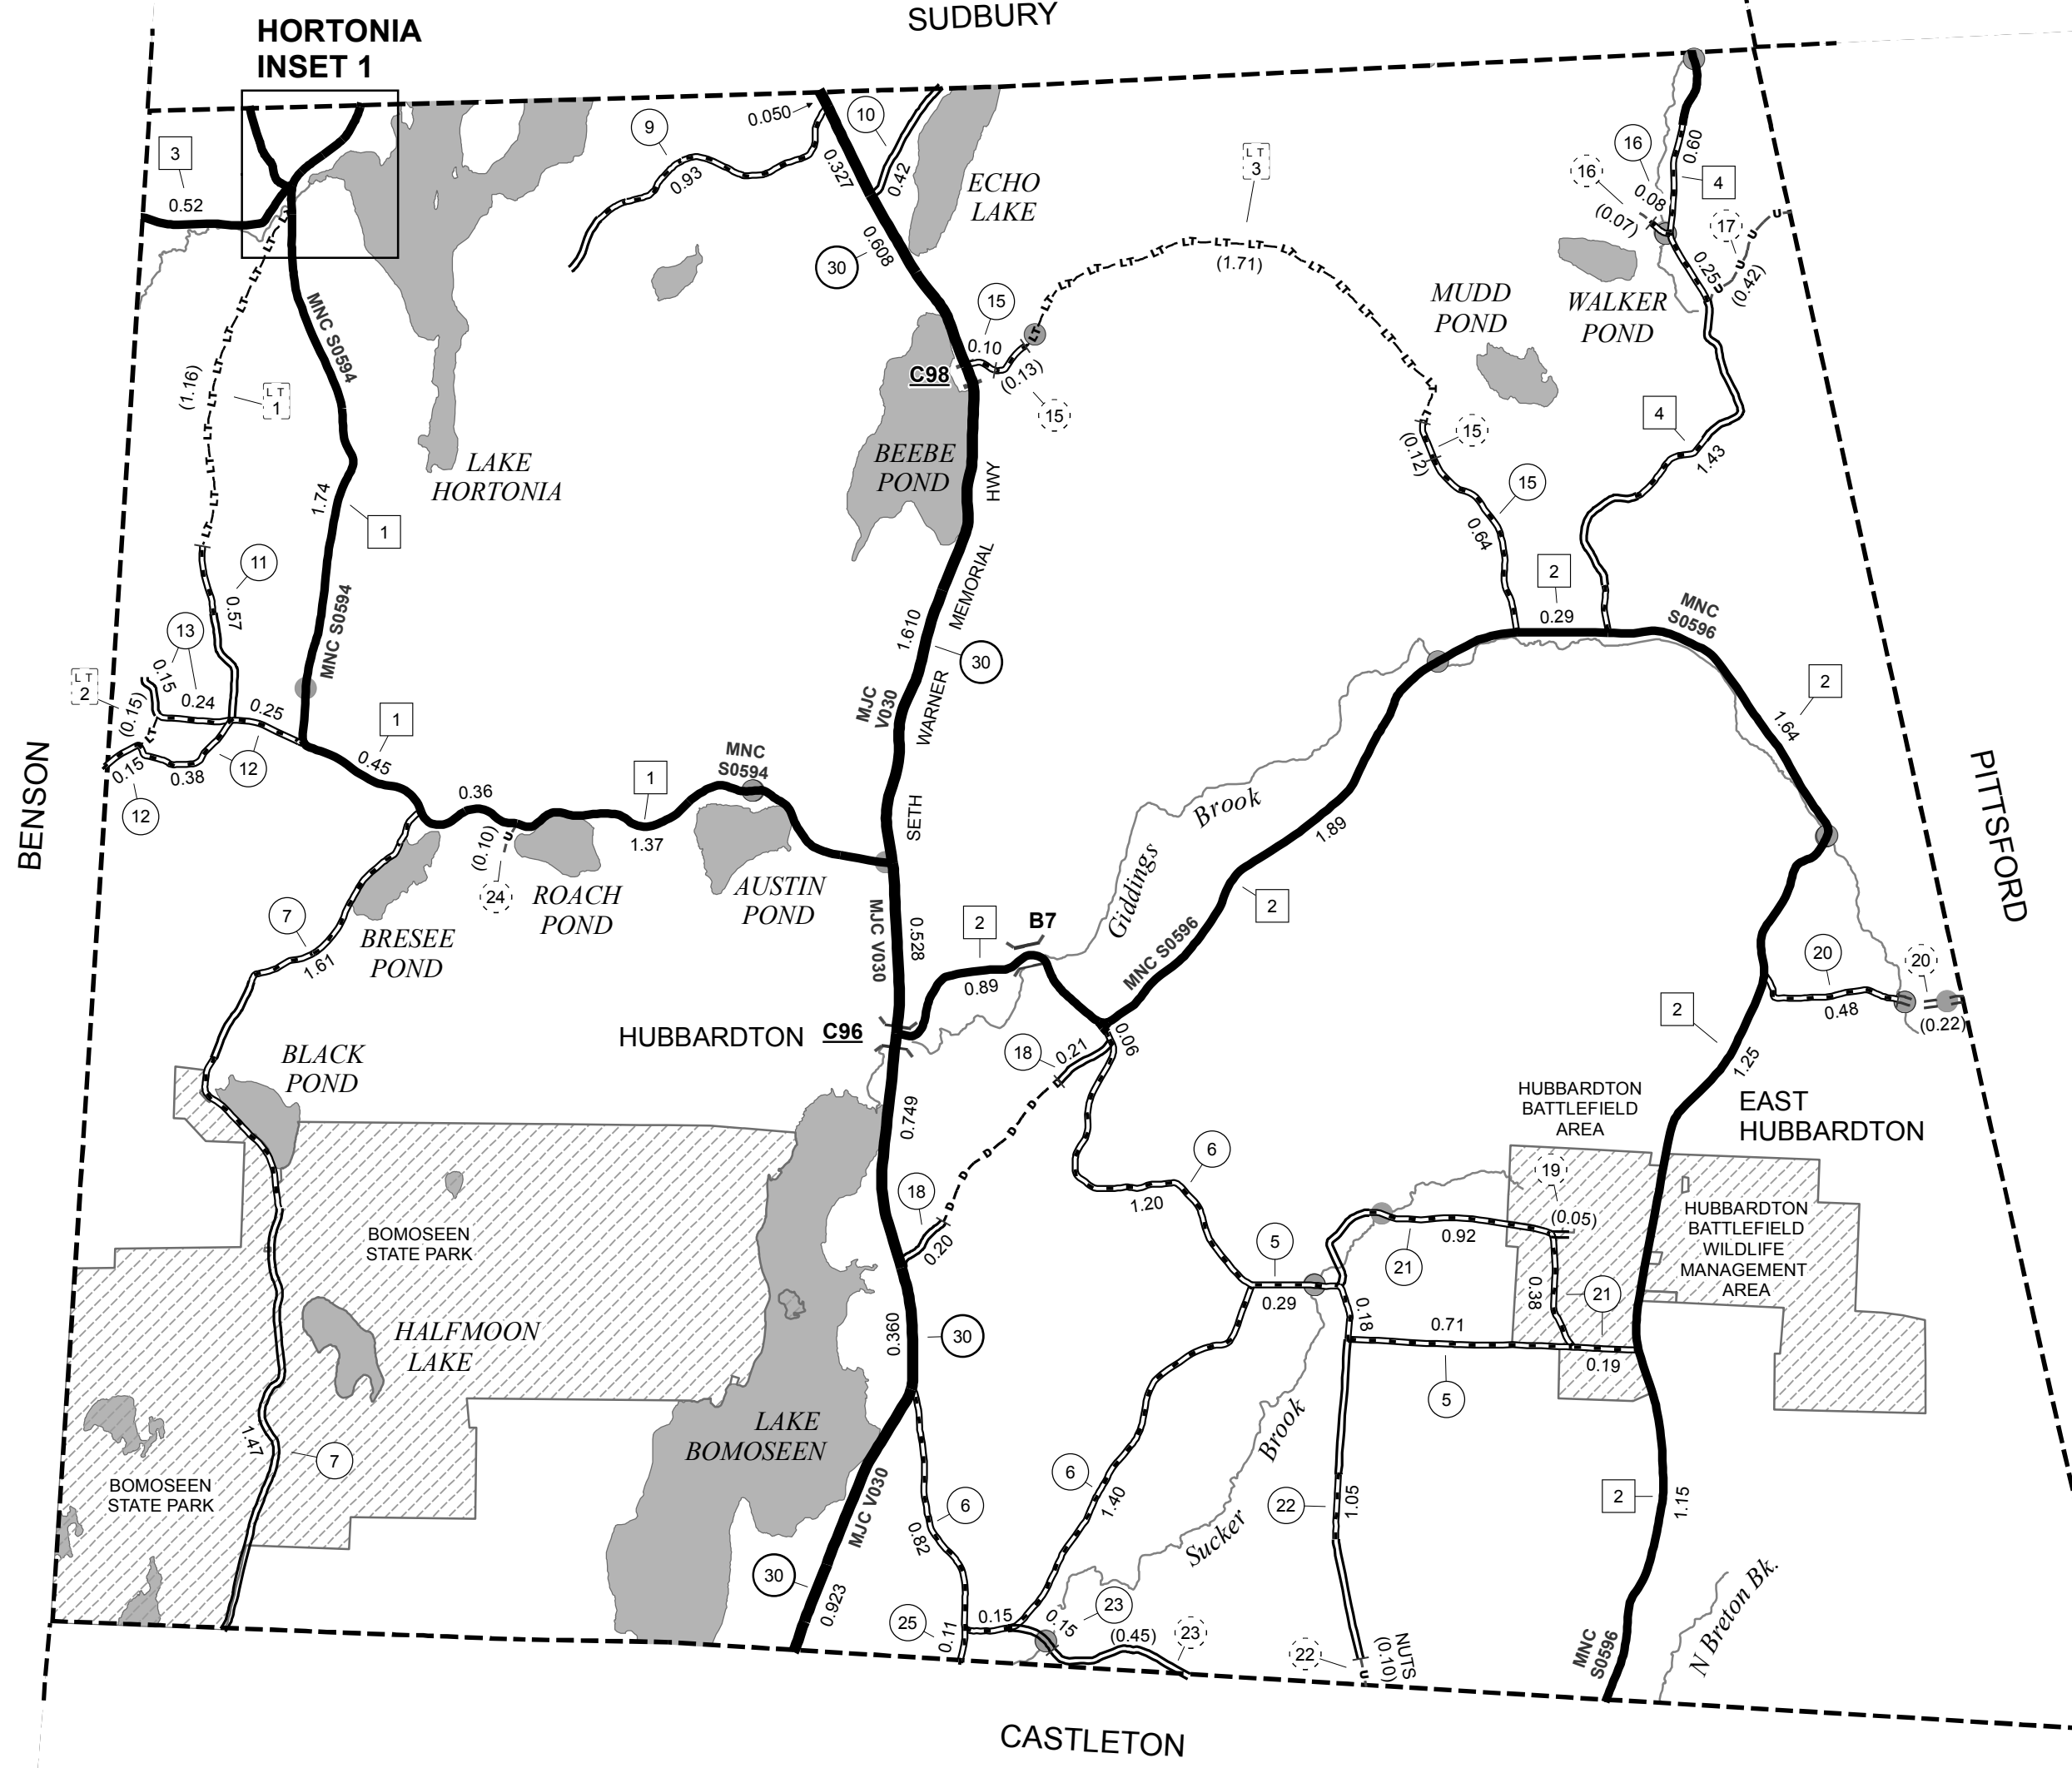 SUDBURY
HORTONIA
INSET 1
3
0.52
0.050
9
0.93
10
0.42
0.327
ECHO
LAKE
30
0.608
LT
3
(1.71)
16
16
0.08
(0.07)
0.60
4
17
0.25
(0.42)
U
U
U
MUDD
POND
WALKER
POND
15
0.10
(0.13)
15
C98
BEEBE
POND
MNC S0594
(1.16)
LT
1
LAKE
HORTONIA
1.74
1
HWY
15
(0.12)
15
0.64
4
1.43
11
0.57
MEMORIAL
1.610
30
2
0.29
MNC
S0596
13
0.15
0.24
LT
2
(0.15)
0.25
MNC S0594
MJC
V030
WARNER
2
1.64
1
0.45
12
0.15
0.38
12
BENSON
0.36
1
MNC
S0594
SETH
1.37
(0.10)
U
24
ROACH
POND
AUSTIN
POND
Giddings
Brook
1.89
2
PITTSFORD
7
1.61
BRESEE
POND
MJC V030
0.528
2
0.89
B7
MNC S0596
20
0.48
20
(0.22)
2
1.25
HUBBARDTON
C96
18
0.21
0.06
BLACK
POND
0.749
D
D
D
D
D
HUBBARDTON
BATTLEFIELD
AREA
EAST
HUBBARDTON
18
0.20
6
1.20
19
(0.05)
BOMOSEEN
STATE PARK
5
0.29
21
0.92
0.38
21
HUBBARDTON
BATTLEFIELD
WILDLIFE
MANAGEMENT
AREA
HALFMOON
LAKE
0.360
30
0.18
0.71
5
0.19
LAKE
BOMOSEEN
1.47
7
BOMOSEEN
STATE PARK
MJC V030
6
0.82
6
1.40
Sucker
Brook
22
1.05
2
1.15
30
0.923
25
0.11
0.15
0.15
23
(0.45)
23
22
NUTS
(0.10)
U
MNC
S0596
N Breton Bk.
CASTLETON